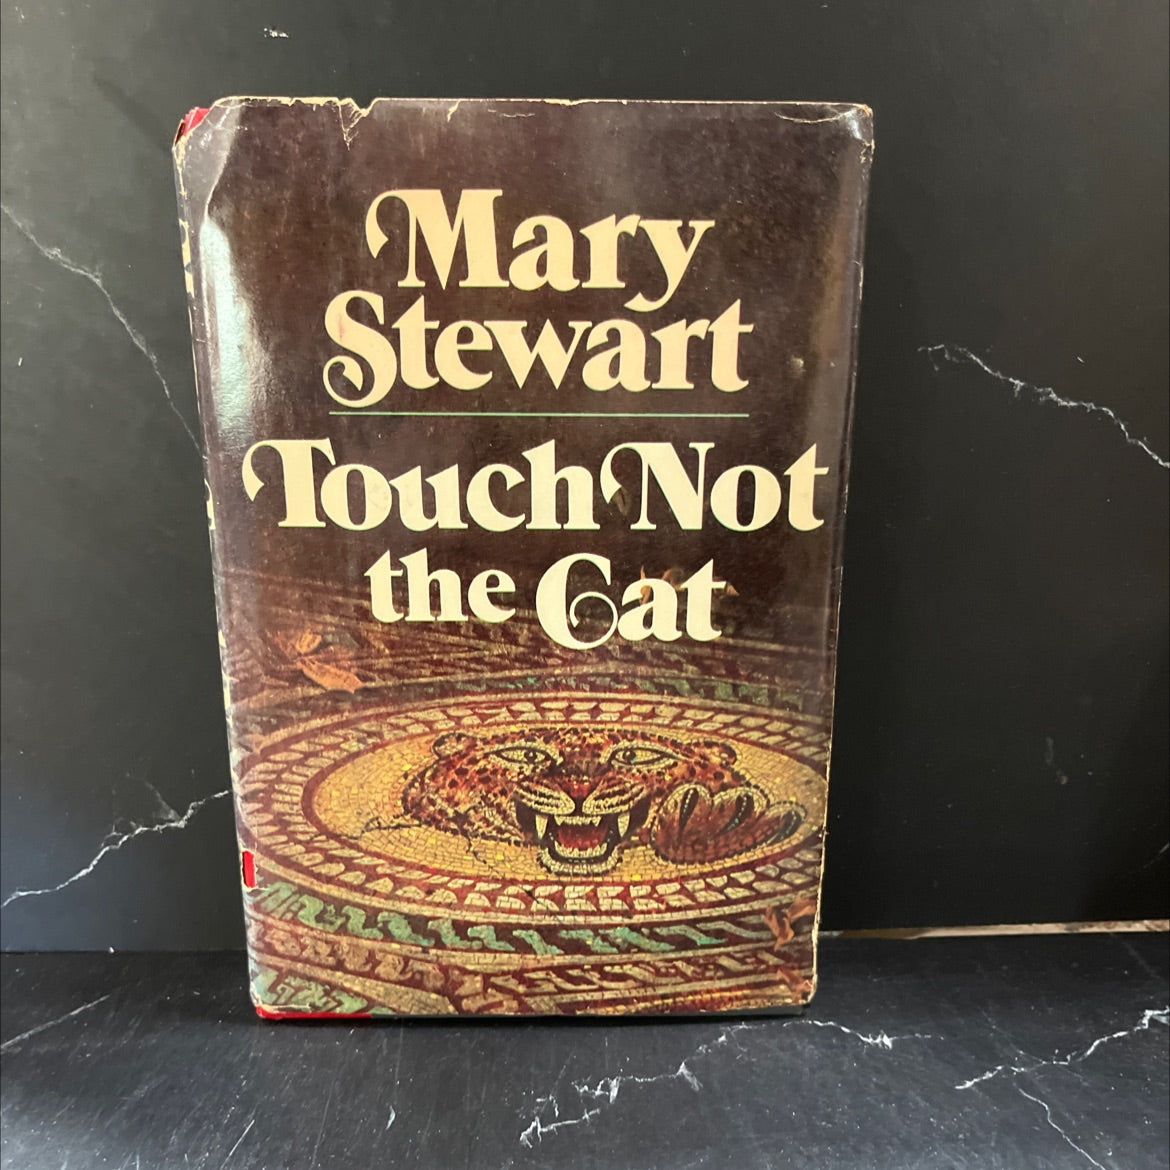 Mary
Stewart
Touch Not
the Cat